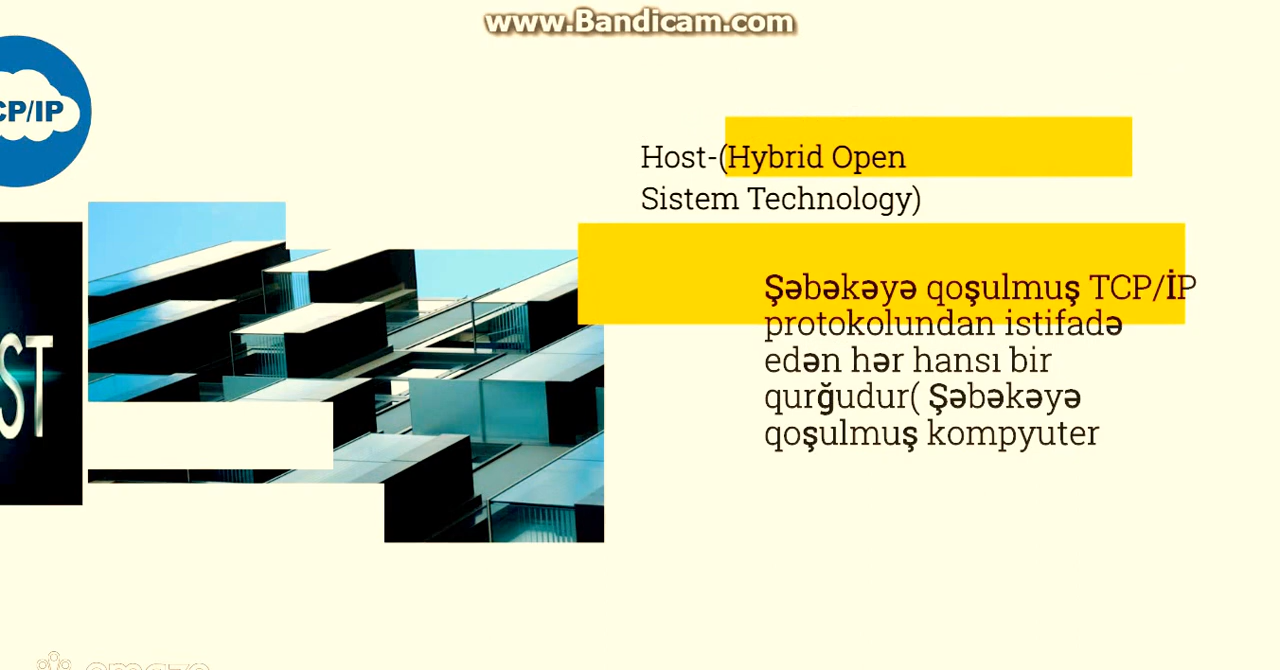 www.Bandicam.com
CP/IP
Host-(Hybrid Open
Sistem Technology)
Şəbəkəyə qoşulmuş TCP/İP
protokolundan istifadə
edən hər hansı bir
qurğudur( Şəbəkəyə
qoşulmuş kompyuter
ST